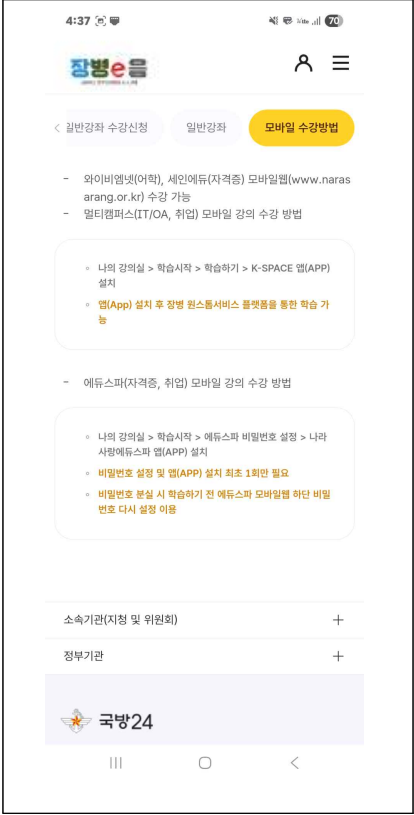 4:37
70
장병e음
일반강좌 수강신청
일반강좌
모바일 수강방법
- 와이비엠넷(어학), 세인에듀(자격증) 모바일웹(www.naras
arang.or.kr) 수강 가능
- 멀티캠퍼스(IT/OA, 취업) 모바일 강의 수강 방법
나의 강의실 > 학습시작 > 학습하기 > K-SPACE 앱(APP)
설치
앱(App) 설치 후 장병 원스톱서비스 플랫폼을 통한 학습 가
능
- 에듀스파(자격증, 취업) 모바일 강의 수강 방법
나의 강의실 > 학습시작 > 에듀스파 비밀번호 설정 > 나라
사랑에듀스파 앱(APP) 설치
비밀번호 설정 및 앱(APP) 설치 최초 1회만 필요
비밀번호 분실 시 학습하기 전 에듀스파 모바일웹 하단 비밀
번호 다시 설정 이용
소속기관(지청 및 위원회)
정부기관
국방24